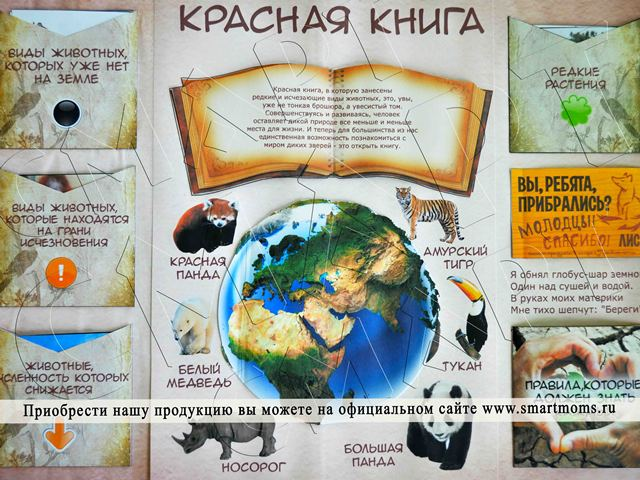 КРАСНАЯ КНИГА
ВИДЫ ЖИВОТНЫХ,
КОТОРЫХ УЖЕ НЕТ
НА ЗЕМЛЕ
Красная книга, в которую занесены
редкие и исчезающие виды животных, это, увы,
уже не тонкая брошюра, а увесистый том.
Совершенствуясь и развиваясь, человек
оставляет дикой природе все меньше и меньше
места для жизни. И теперь для большинства из нас
единственная возможность познакомиться с
миром диких зверей - это открыть книгу.
РЕДКИЕ
РАСТЕНИЯ
ВИДЫ ЖИВОТНЫХ,
КОТОРЫЕ НАХОДЯТСЯ
НА ГРАНИ
ИСЧЕЗНОВЕНИЯ
!
КРАСНАЯ
ПАНДА
АМУРСКИЙ
ТИГР
ВЫ, РЕБЯТА,
ПРИБРАЛИСЬ?
МОЛОДЦЫ!
СПАСИБО! ЛИС
Я обнял глобус-шар земно
Один над сушей и водой.
В руках моих материки
Мне тихо шепчут: "Береги
БЕЛЫЙ
МЕДВЕДЬ
ТУКАН
ЖИВОТНЫЕ,
ИСЛЕННОСТЬ КОТОРЫХ
СНИЖАЕТСЯ
ПРАВИЛА,КОТОРЫЕ
ДОЛЖЕН ЗНАТЬ
Приобрести нашу продукцию вы можете на официальном сайте www.smartmoms.ru
НОСОРОГ
БОЛЬШАЯ
ПАНДА